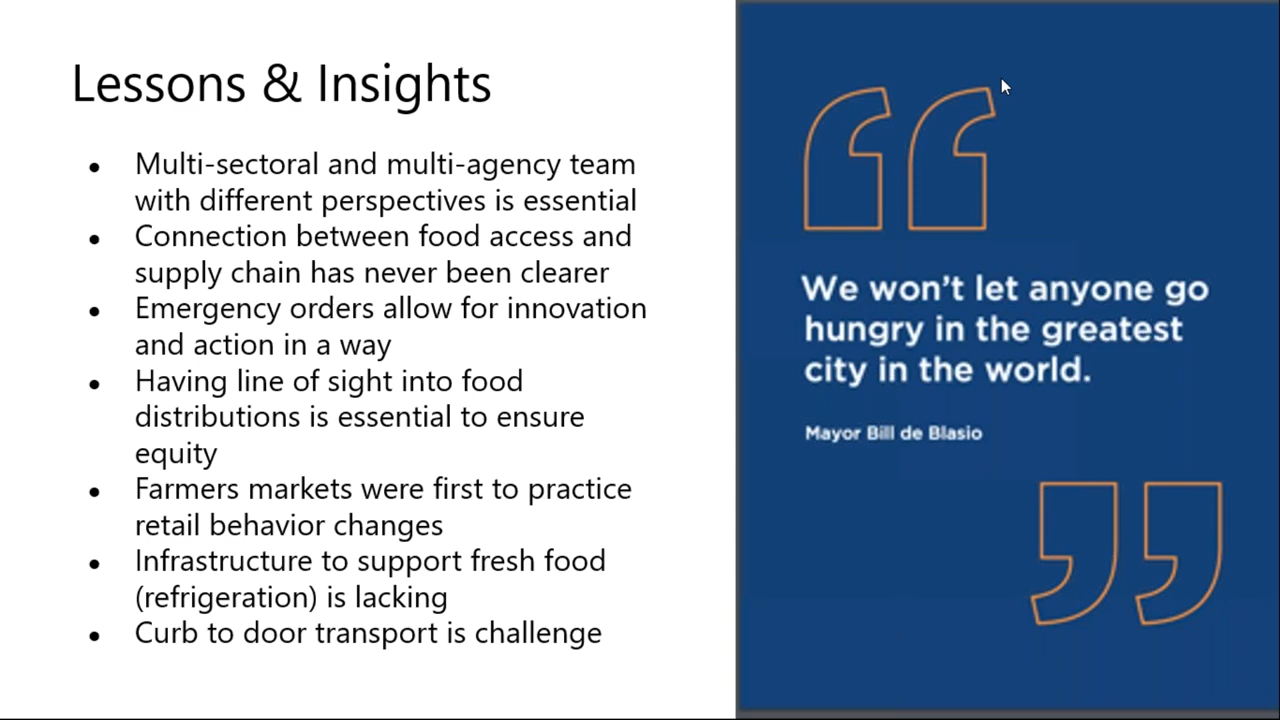 Lessons & Insights
• Multi-sectoral and multi-agency team
with different perspectives is essential
• Connection between food access and
supply chain has never been clearer
• Emergency orders allow for innovation
and action in a way
• Having line of sight into food
distributions is essential to ensure
equity
• Farmers markets were first to practice
retail behavior changes
• Infrastructure to support fresh food
(refrigeration) is lacking
• Curb to door transport is challenge
“
We won’t let anyone go
hungry in the greatest
city in the world.
Mayor Bill de Blasio
”